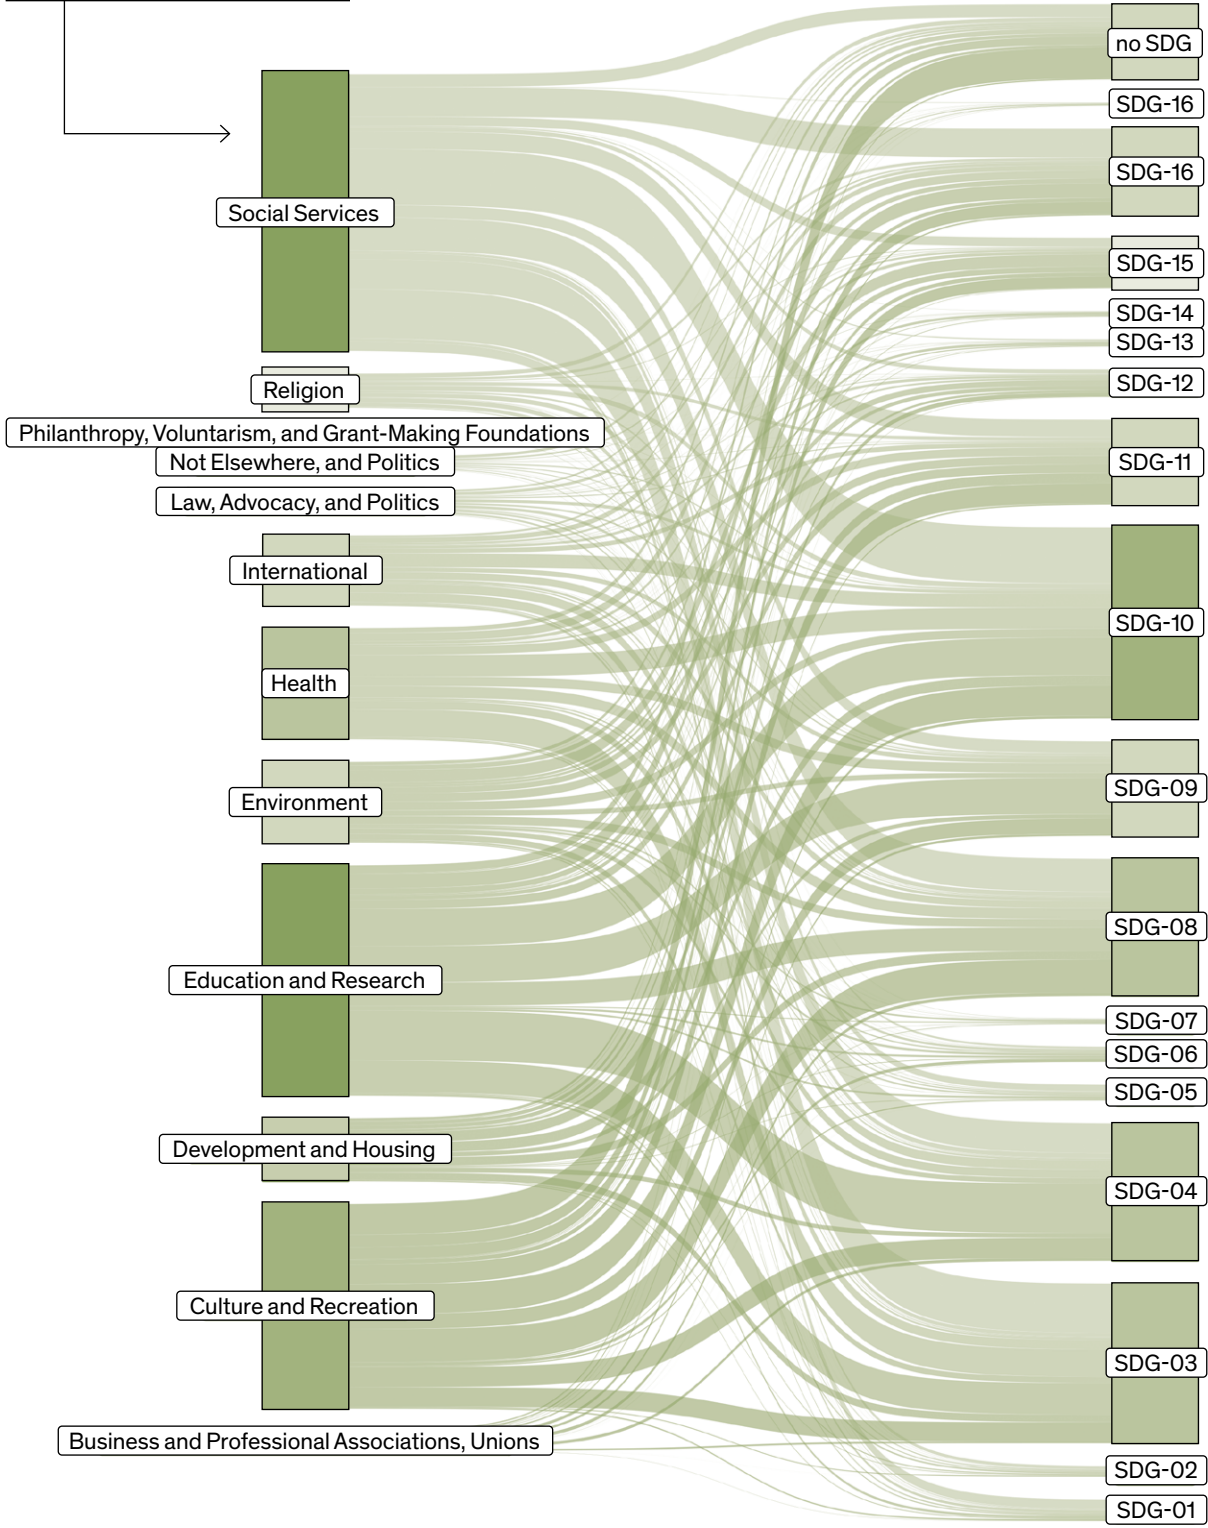 Social Services
Religion
Philanthropy, Voluntarism, and Grant-Making Foundations
Not Elsewhere, and Politics
Law, Advocacy, and Politics
International
Health
Environment
Education and Research
Development and Housing
Culture and Recreation
Business and Professional Associations, Unions
no SDG
SDG-16
SDG-16
SDG-15
SDG-14
SDG-13
SDG-12
SDG-11
SDG-10
SDG-09
SDG-08
SDG-07
SDG-06
SDG-05
SDG-04
SDG-03
SDG-02
SDG-01